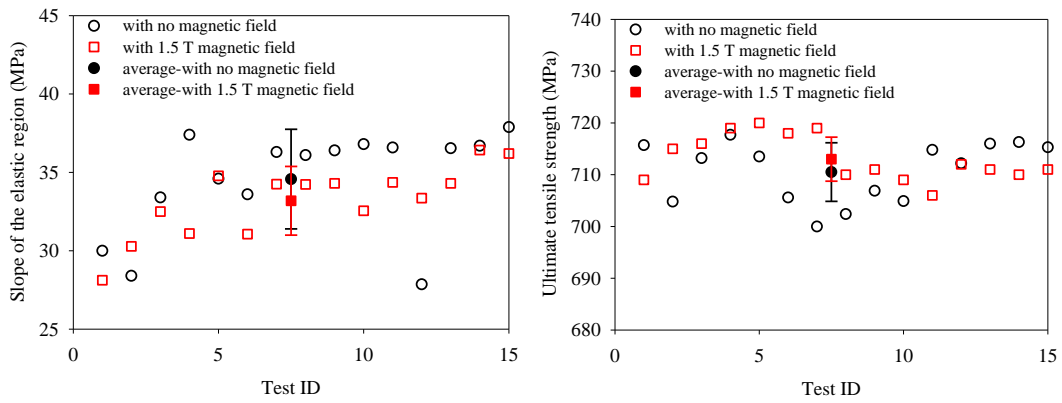 45
40
35
30
25
0
5
10
15
Slope of the elastic region (MPa)
Test ID
with no magnetic field
with 1.5 T magnetic field
average-with no magnetic field
average-with 1.5 T magnetic field
740
730
720
710
700
690
680
0
5
10
15
Ultimate tensile strength (MPa)
Test ID
with no magnetic field
with 1.5 T magnetic field
average-with no magnetic field
average-with 1.5 T magnetic field